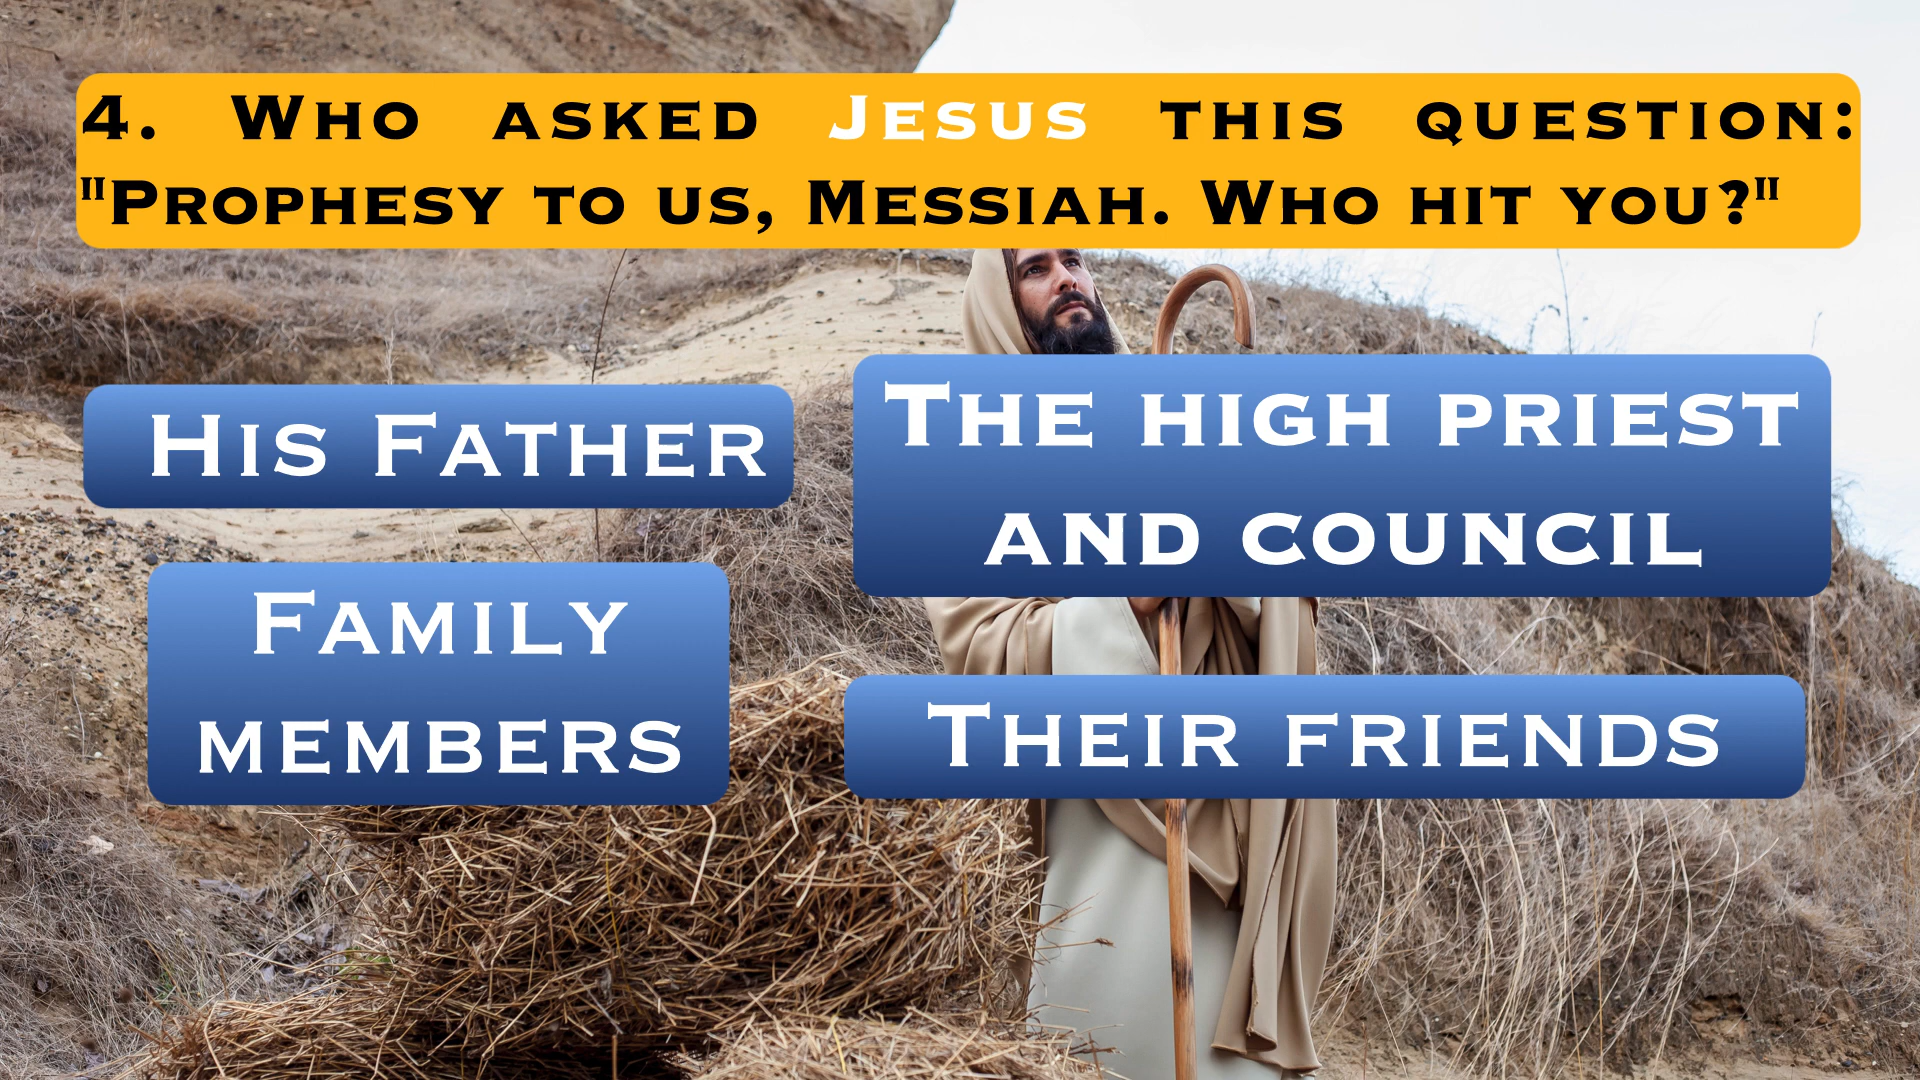 4. Who asked Jesus this question:
"Prophesy to us, Messiah. Who hit you?"
His Father
The high priest
and council
Family
members
Their friends